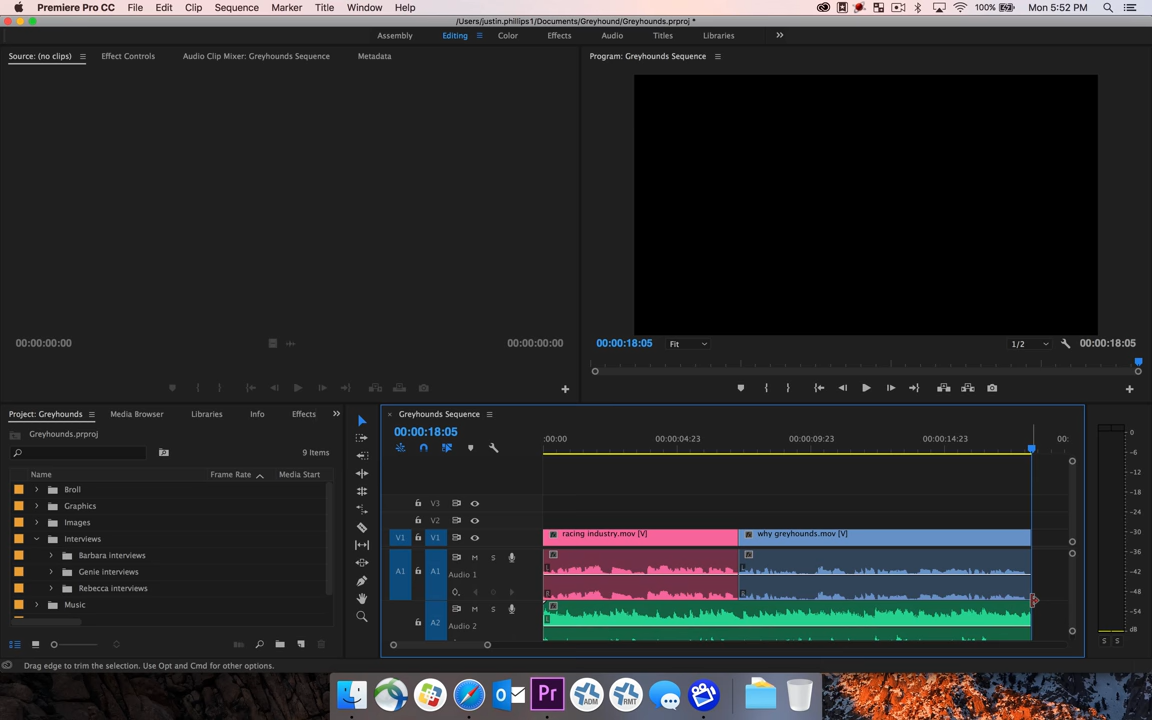 Premiere Pro CC File Edit Clip Sequence Marker Title Window Help 100% Mon 5:52 PM
/Users/justin.phillips1/Documents/Greyhound/Greyhounds.prproj *
Assembly Editing Color Effects Audio Titles Libraries
Source: (no clips) Effect Controls Audio Clip Mixer: Greyhounds Sequence Metadata Program: Greyhounds Sequence
00:00:00:00 00:00:00:00 00:00:18:05 Fit 1/2 00:00:18:05
Project: Greyhounds Media Browser Libraries Info Effects
Greyhounds.prproj
9 Items
Name Frame Rate Media Start
Broll
Graphics
Images
Interviews
Barbara interviews
Genie interviews
Rebecca interviews
Music
Greyhounds Sequence
00:00:18:05
:00:00 00:00:04:23 00:00:09:23 00:00:14:23 00:
V3
V2
V1 V1 racing industry.mov [V] why greyhounds.mov [V]
A1 A1 M S
Audio 1
L R
A2 M S
Audio 2
L
0
-6
-12
-18
-24
-30
-36
-42
-48
-54
dB
S S
Drag edge to trim the selection. Use Opt and Cmd for other options.
Pr ADM RMT